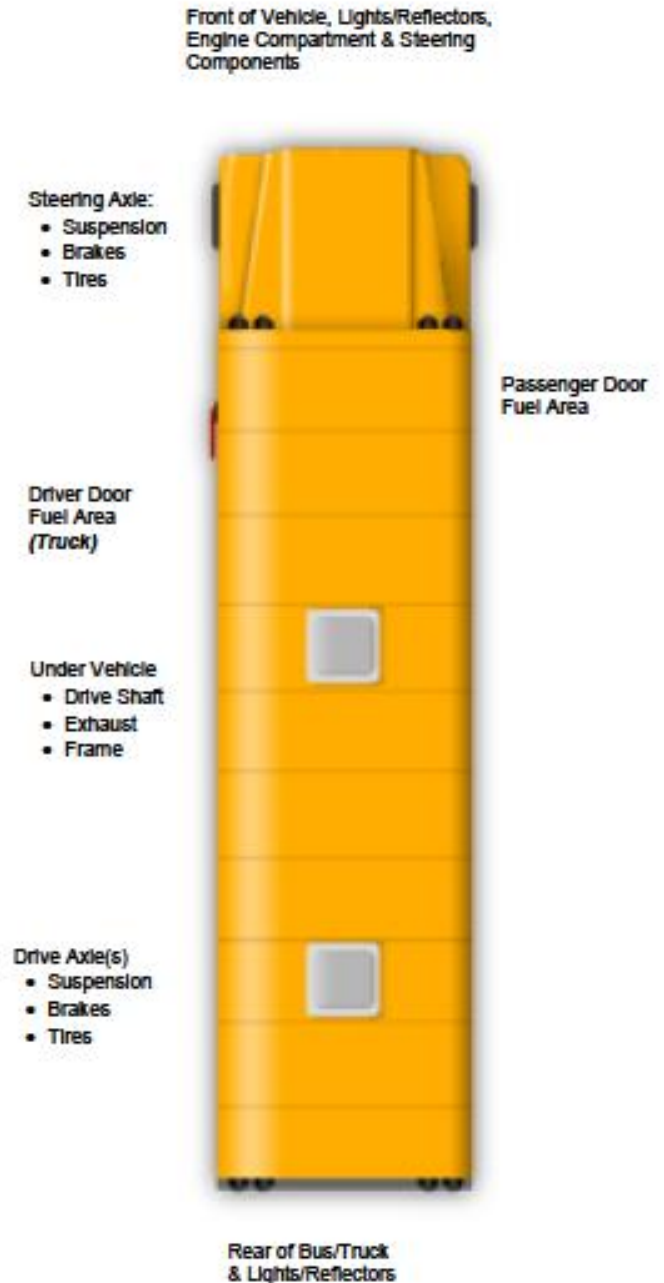 Front of Vehicle, Lights/Reflectors,
Engine Compartment & Steering
Components
Steering Axle:
• Suspension
• Brakes
• Tires
Passenger Door
Fuel Area
Driver Door
Fuel Area
(Truck)
Under Vehicle
• Drive Shaft
• Exhaust
• Frame
Drive Axle(s)
• Suspension
• Brakes
• Tires
Rear of Bus/Truck
& Lights/Reflectors